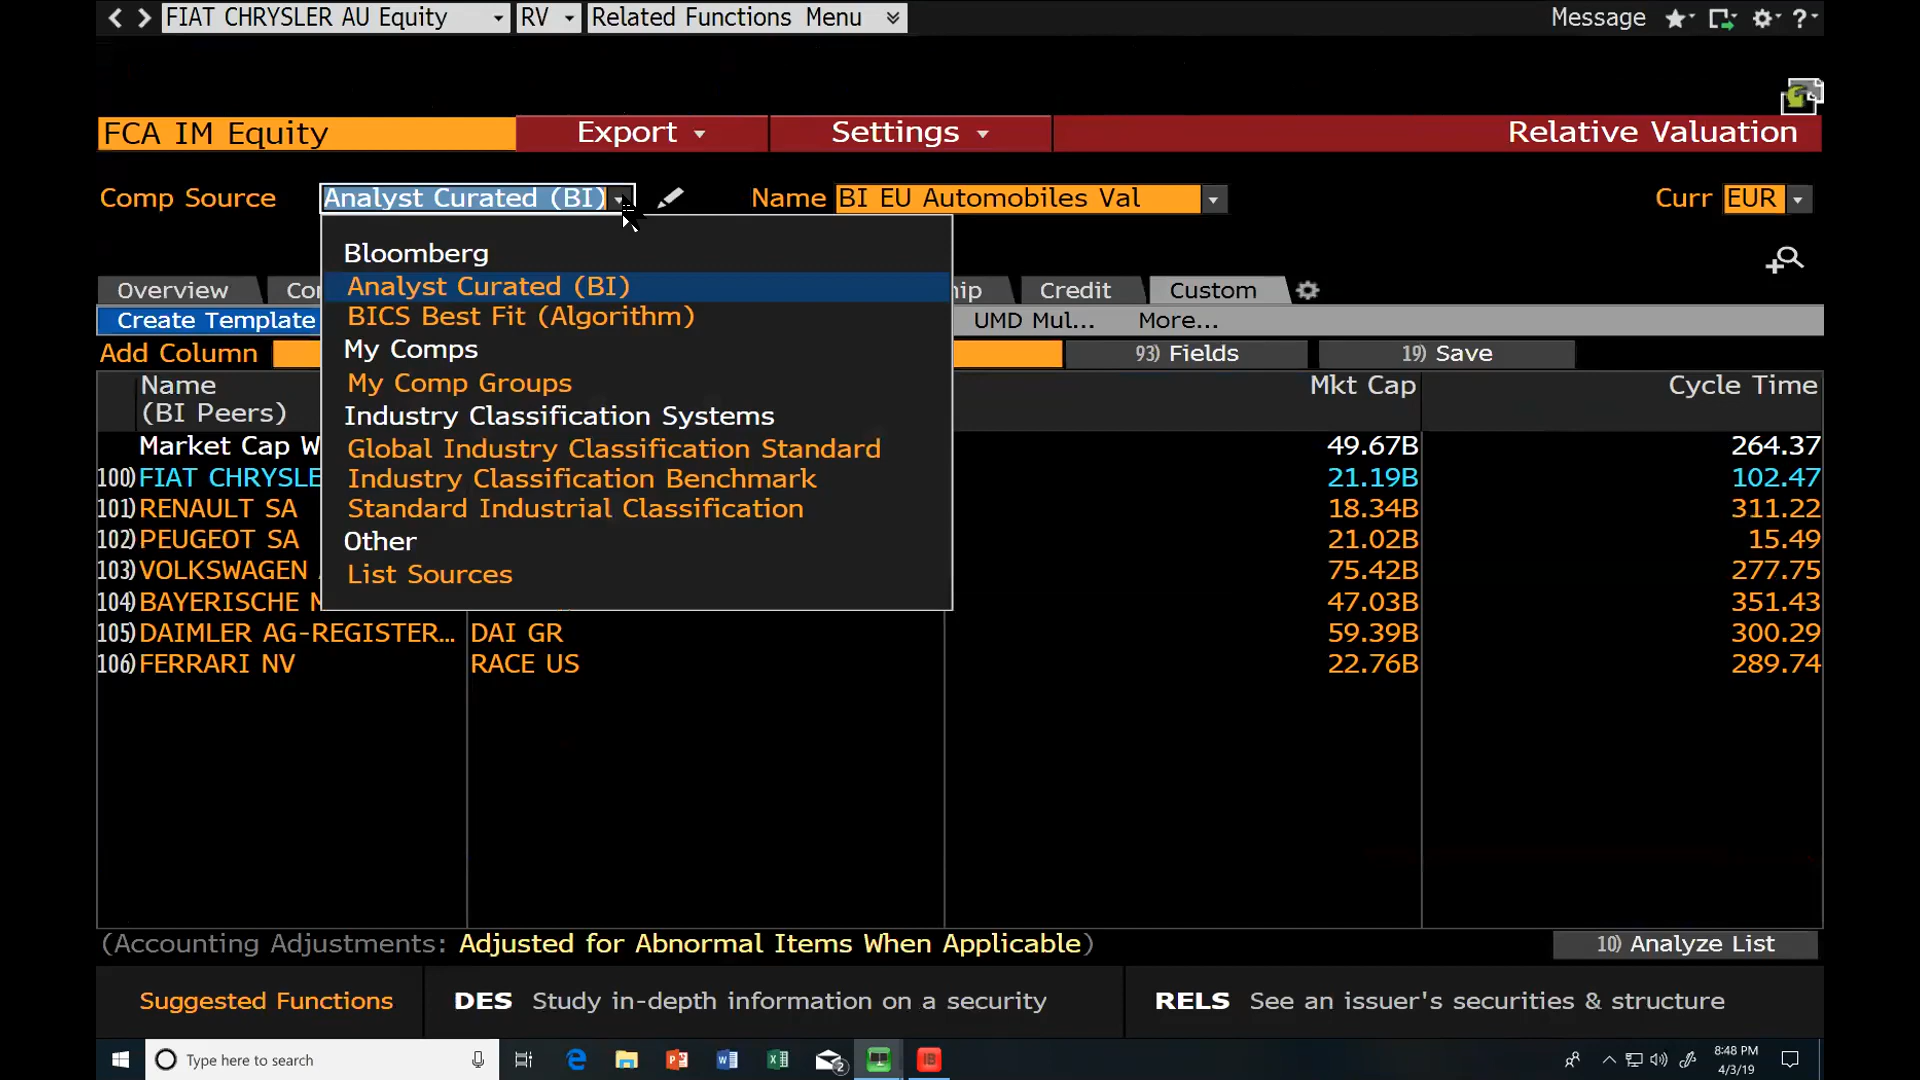 FIAT CHRYSLER AU Equity RV Related Functions Menu Message
FCA IM Equity Export Settings Relative Valuation
Comp Source Analyst Curated (BI) Name BI EU Automobiles Val Curr EUR
Bloomberg
Analyst Curated (BI)
BICS Best Fit (Algorithm)
My Comps
My Comp Groups
Industry Classification Systems
Global Industry Classification Standard
Industry Classification Benchmark
Standard Industrial Classification
Other
List Sources
Overview Credit Custom
Create Template UMD Mul... More...
Add Column 93) Fields 19) Save
Name Mkt Cap Cycle Time
(BI Peers)
Market Cap 49.67B 264.37
100) FIAT CHRYSLER 21.19B 102.47
101) RENAULT SA 18.34B 311.22
102) PEUGEOT SA 21.02B 15.49
103) VOLKSWAGEN 75.42B 277.75
104) BAYERISCHE 47.03B 351.43
105) DAIMLER AG-REGISTER... DAI GR 59.39B 300.29
106) FERRARI NV RACE US 22.76B 289.74
(Accounting Adjustments: Adjusted for Abnormal Items When Applicable) 10) Analyze List
Suggested Functions DES Study in-depth information on a security RELS See an issuer's securities & structure
Type here to search 2 IB 8:48 PM
4/3/19